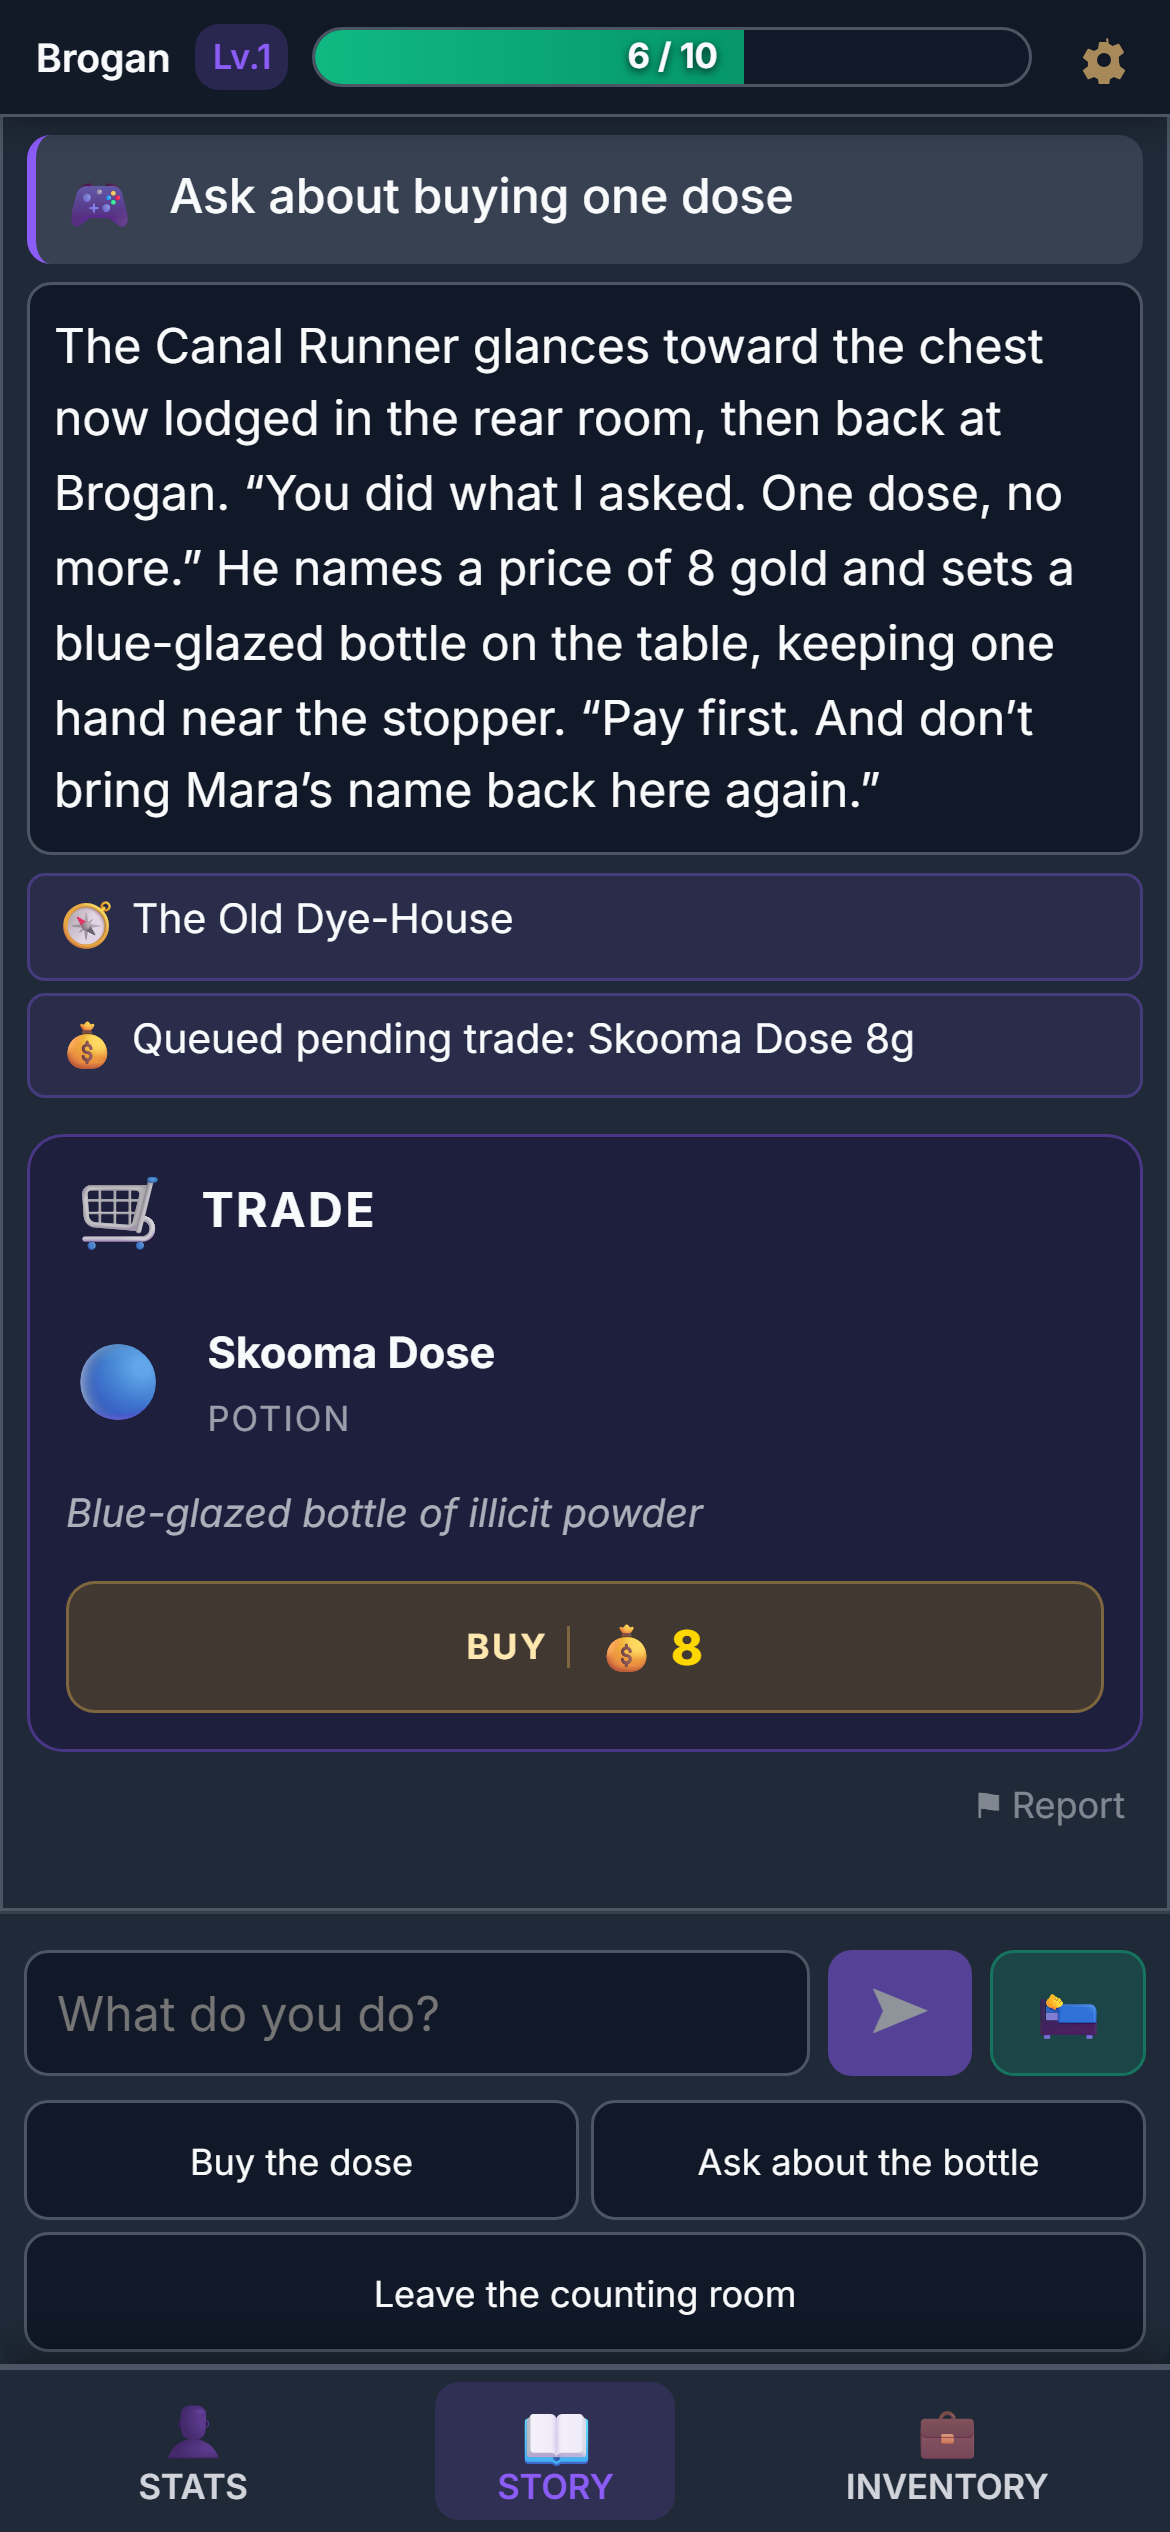 Brogan
Lv.1
6 / 10
Ask about buying one dose
The Canal Runner glances toward the chest
now lodged in the rear room, then back at
Brogan. “You did what I asked. One dose, no
more.” He names a price of 8 gold and sets a
blue-glazed bottle on the table, keeping one
hand near the stopper. “Pay first. And don’t
bring Mara’s name back here again.”
The Old Dye-House
Queued pending trade: Skooma Dose 8g
TRADE
Skooma Dose
POTION
Blue-glazed bottle of illicit powder
BUY 8
Report
What do you do?
Buy the dose
Ask about the bottle
Leave the counting room
STATS
STORY
INVENTORY